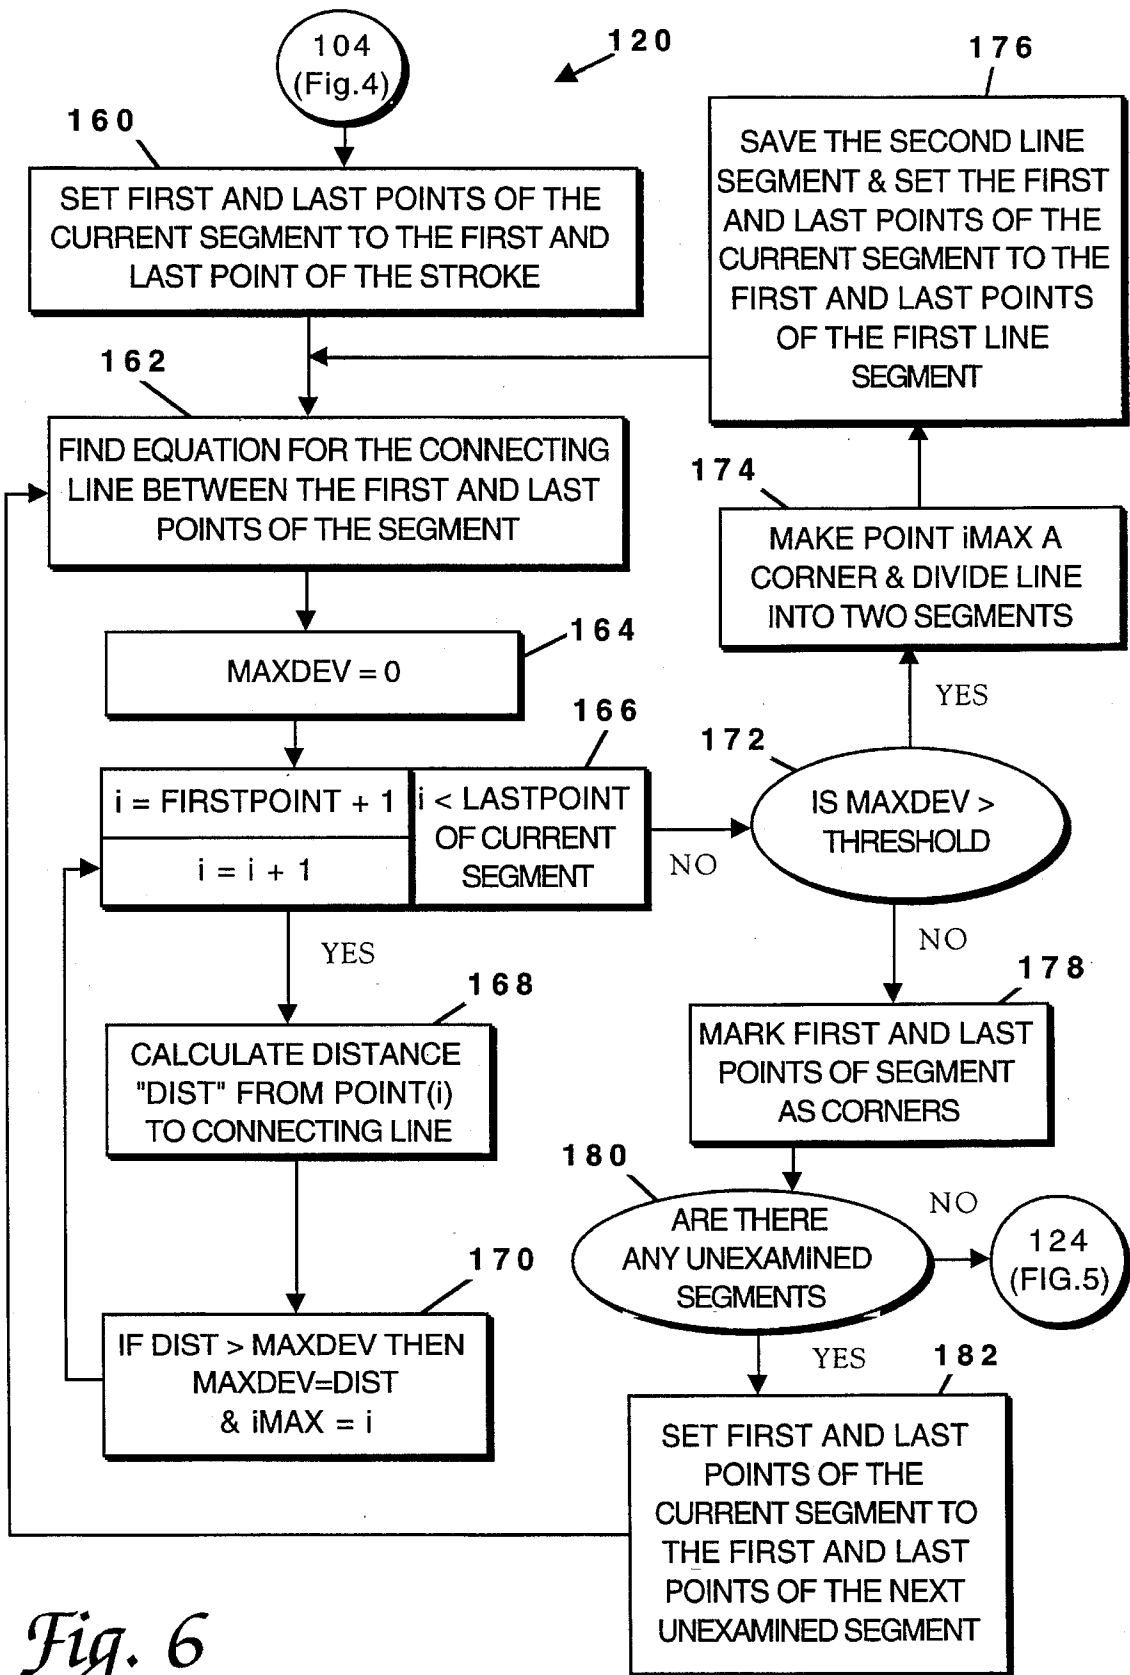 104
(Fig.4)
120
160
SET FIRST AND LAST POINTS OF THE
CURRENT SEGMENT TO THE FIRST AND
LAST POINT OF THE STROKE
176
SAVE THE SECOND LINE
SEGMENT & SET THE FIRST
AND LAST POINTS OF THE
CURRENT SEGMENT TO THE
FIRST AND LAST POINTS
OF THE FIRST LINE
SEGMENT
162
FIND EQUATION FOR THE CONNECTING
LINE BETWEEN THE FIRST AND LAST
POINTS OF THE SEGMENT
174
MAKE POINT iMAX A
CORNER & DIVIDE LINE
INTO TWO SEGMENTS
164
MAXDEV = 0
YES
166
i = FIRSTPOINT + 1
i = i + 1
i < LASTPOINT
OF CURRENT
SEGMENT
NO
172
IS MAXDEV >
THRESHOLD
YES
NO
168
CALCULATE DISTANCE
"DIST" FROM POINT(i)
TO CONNECTING LINE
178
MARK FIRST AND LAST
POINTS OF SEGMENT
AS CORNERS
180
ARE THERE
ANY UNEXAMINED
SEGMENTS
NO
124
(FIG.5)
170
IF DIST > MAXDEV THEN
MAXDEV=DIST
& iMAX = i
YES
182
SET FIRST AND LAST
POINTS OF THE
CURRENT SEGMENT TO
THE FIRST AND LAST
POINTS OF THE NEXT
UNEXAMINED SEGMENT
Fig. 6